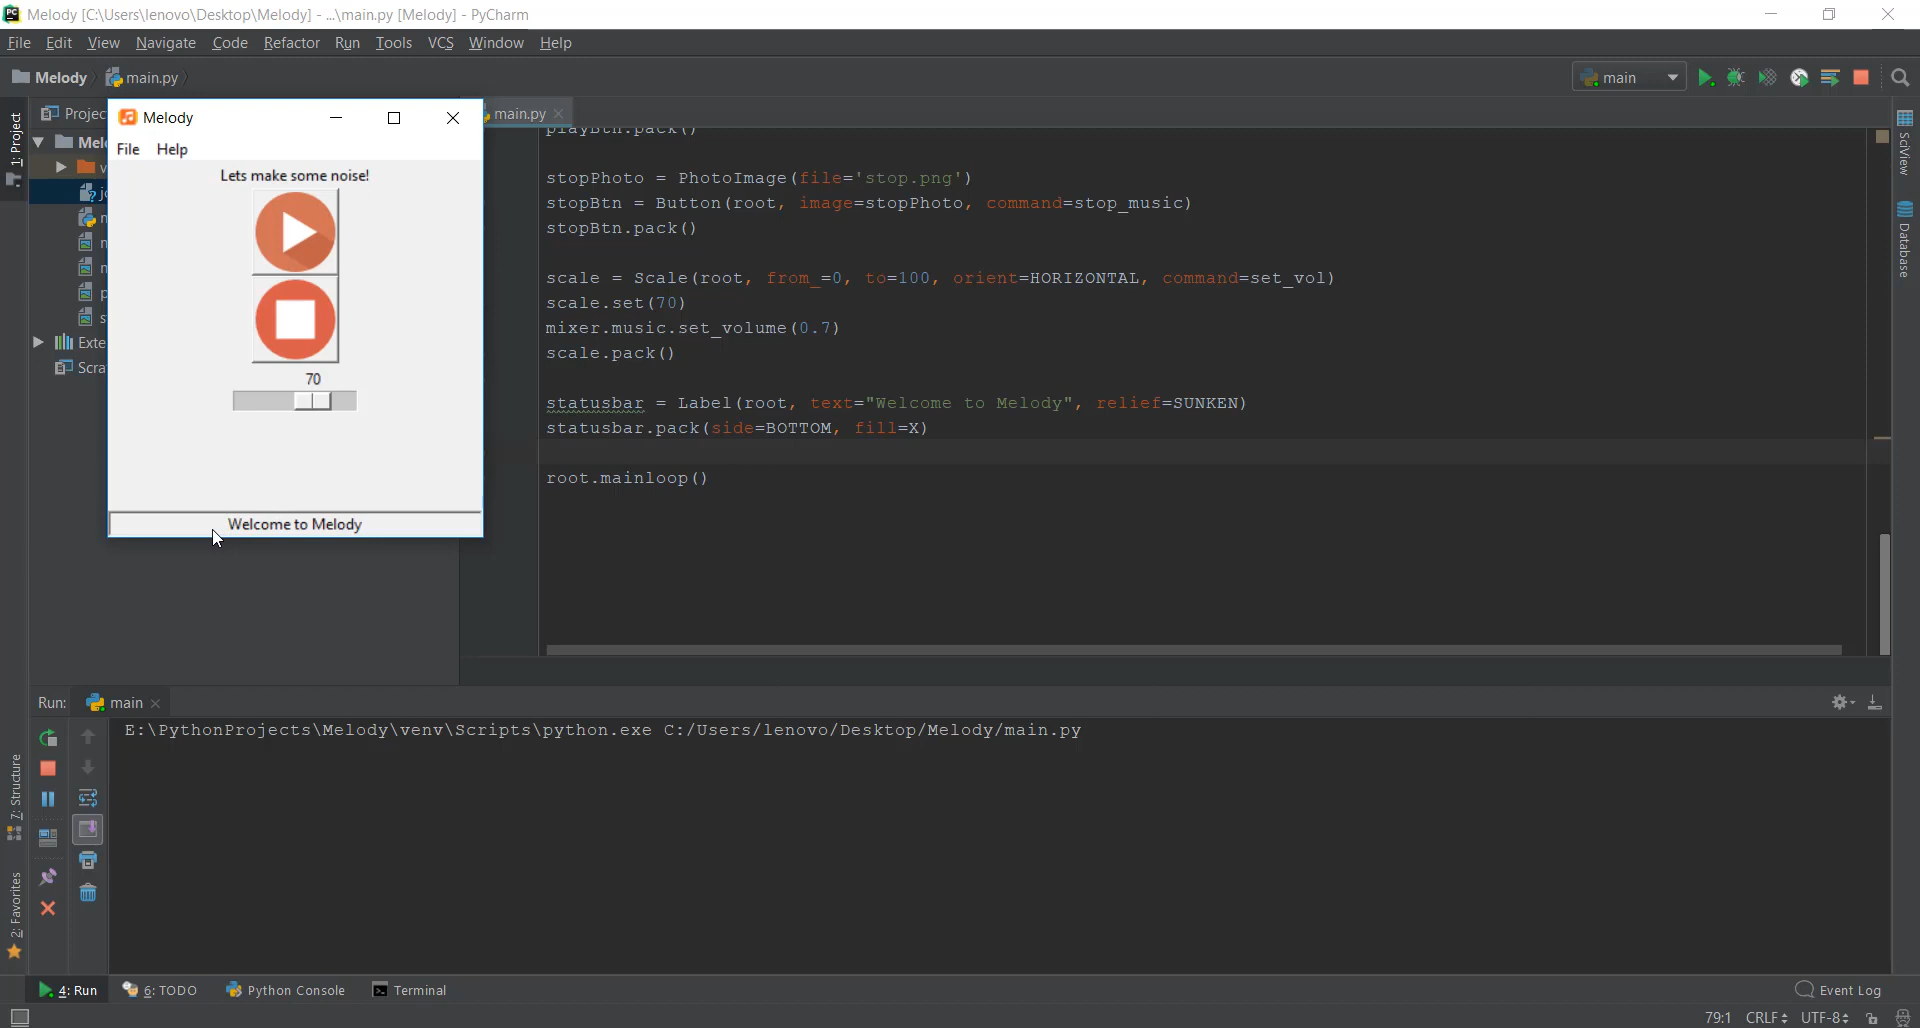 Melody [C:\Users\lenovo\Desktop\Melody] - ...\main.py [Melody] - PyCharm
File Edit View Navigate Code Refactor Run Tools VCS Window Help
Melody main.py main
1: Project
Projec
Melody
main.py
SciView
Database
Mel
File Help
Lets make some noise!
Exte
Scra
70
Welcome to Melody
playBtn.pack()
stopPhoto = PhotoImage(file='stop.png')
stopBtn = Button(root, image=stopPhoto, command=stop_music)
stopBtn.pack()
scale = Scale(root, from_=0, to=100, orient=HORIZONTAL, command=set_vol)
scale.set(70)
mixer.music.set_volume(0.7)
scale.pack()
statusbar = Label(root, text="Welcome to Melody", relief=SUNKEN)
statusbar.pack(side=BOTTOM, fill=X)
root.mainloop()
Run: main
E:\PythonProjects\Melody\venv\Scripts\python.exe C:/Users/lenovo/Desktop/Melody/main.py
7: Structure
2: Favorites
4: Run 6: TODO Python Console Terminal Event Log
79:1 CRLF UTF-8